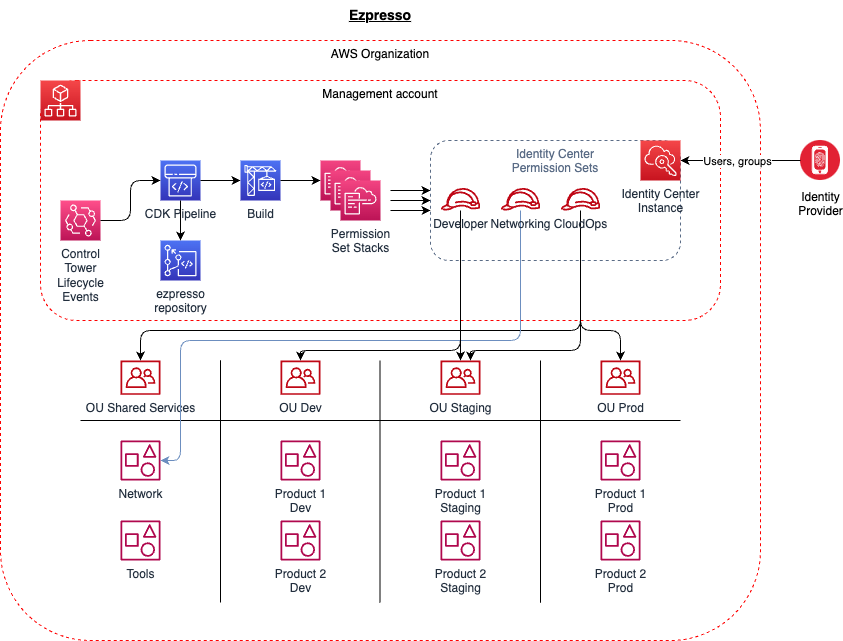 Ezpresso
AWS Organization
Management account
Identity Center
Permission Sets
Users, groups
CDK Pipeline
Build
Identity Center
Instance
Identity
Provider
Developer
Networking
CloudOps
Permission
Set Stacks
Control
Tower
Lifecycle
Events
ezpresso
repository
OU Shared Services
OU Dev
OU Staging
OU Prod
Network
Product 1
Dev
Product 1
Staging
Product 1
Prod
Tools
Product 2
Dev
Product 2
Staging
Product 2
Prod